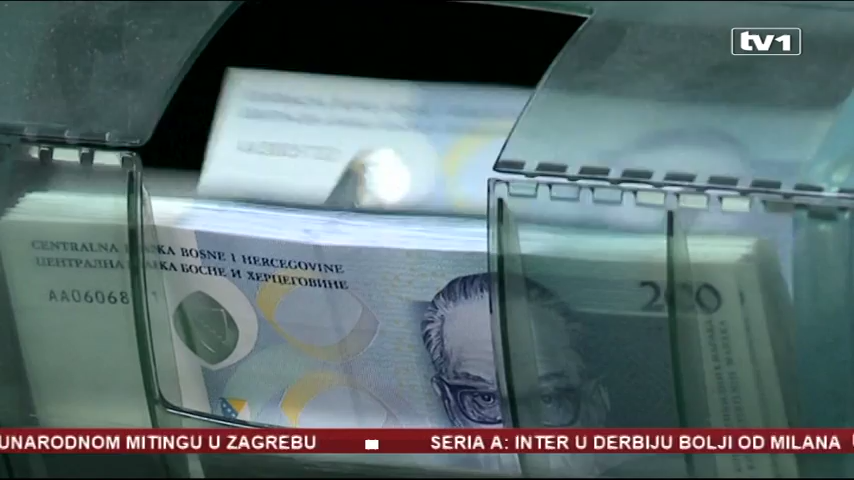 tv1
CENTRALNA BANKA BOSNE I HERCEGOVINE
ЦЕНТРАЛНА БАНКА БОСНЕ И ХЕРЦЕГОВИНЕ
AA06068
200
UNARODNOM MITINGU U ZAGREBU SERIA A: INTER U DERBIJU BOLJI OD MILANA